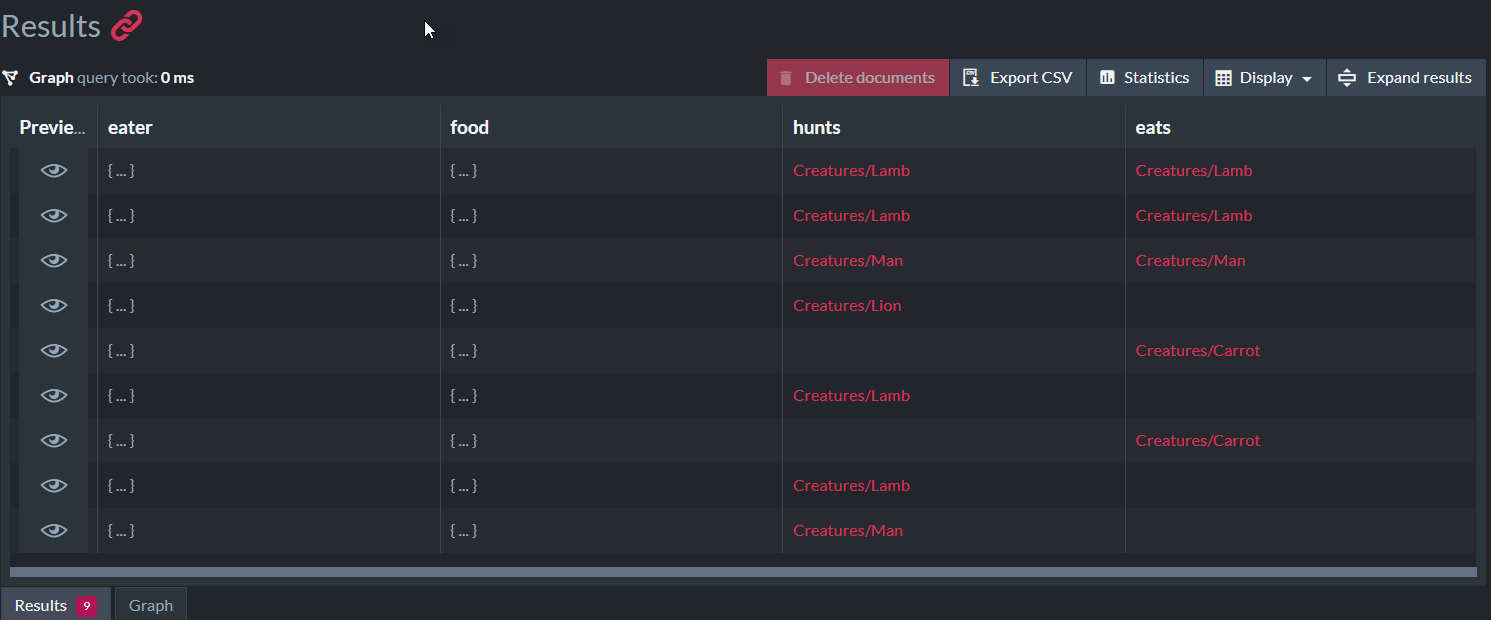 Results
Graph query took: 0 ms
Delete documents Export CSV Statistics Display Expand results
Previe... eater food hunts eats
{ ... } { ... } Creatures/Lamb Creatures/Lamb
{ ... } { ... } Creatures/Lamb Creatures/Lamb
{ ... } { ... } Creatures/Man Creatures/Man
{ ... } { ... } Creatures/Lion
{ ... } { ... } Creatures/Carrot
{ ... } { ... } Creatures/Lamb
{ ... } { ... } Creatures/Carrot
{ ... } { ... } Creatures/Lamb
{ ... } { ... } Creatures/Man
Results 9 Graph